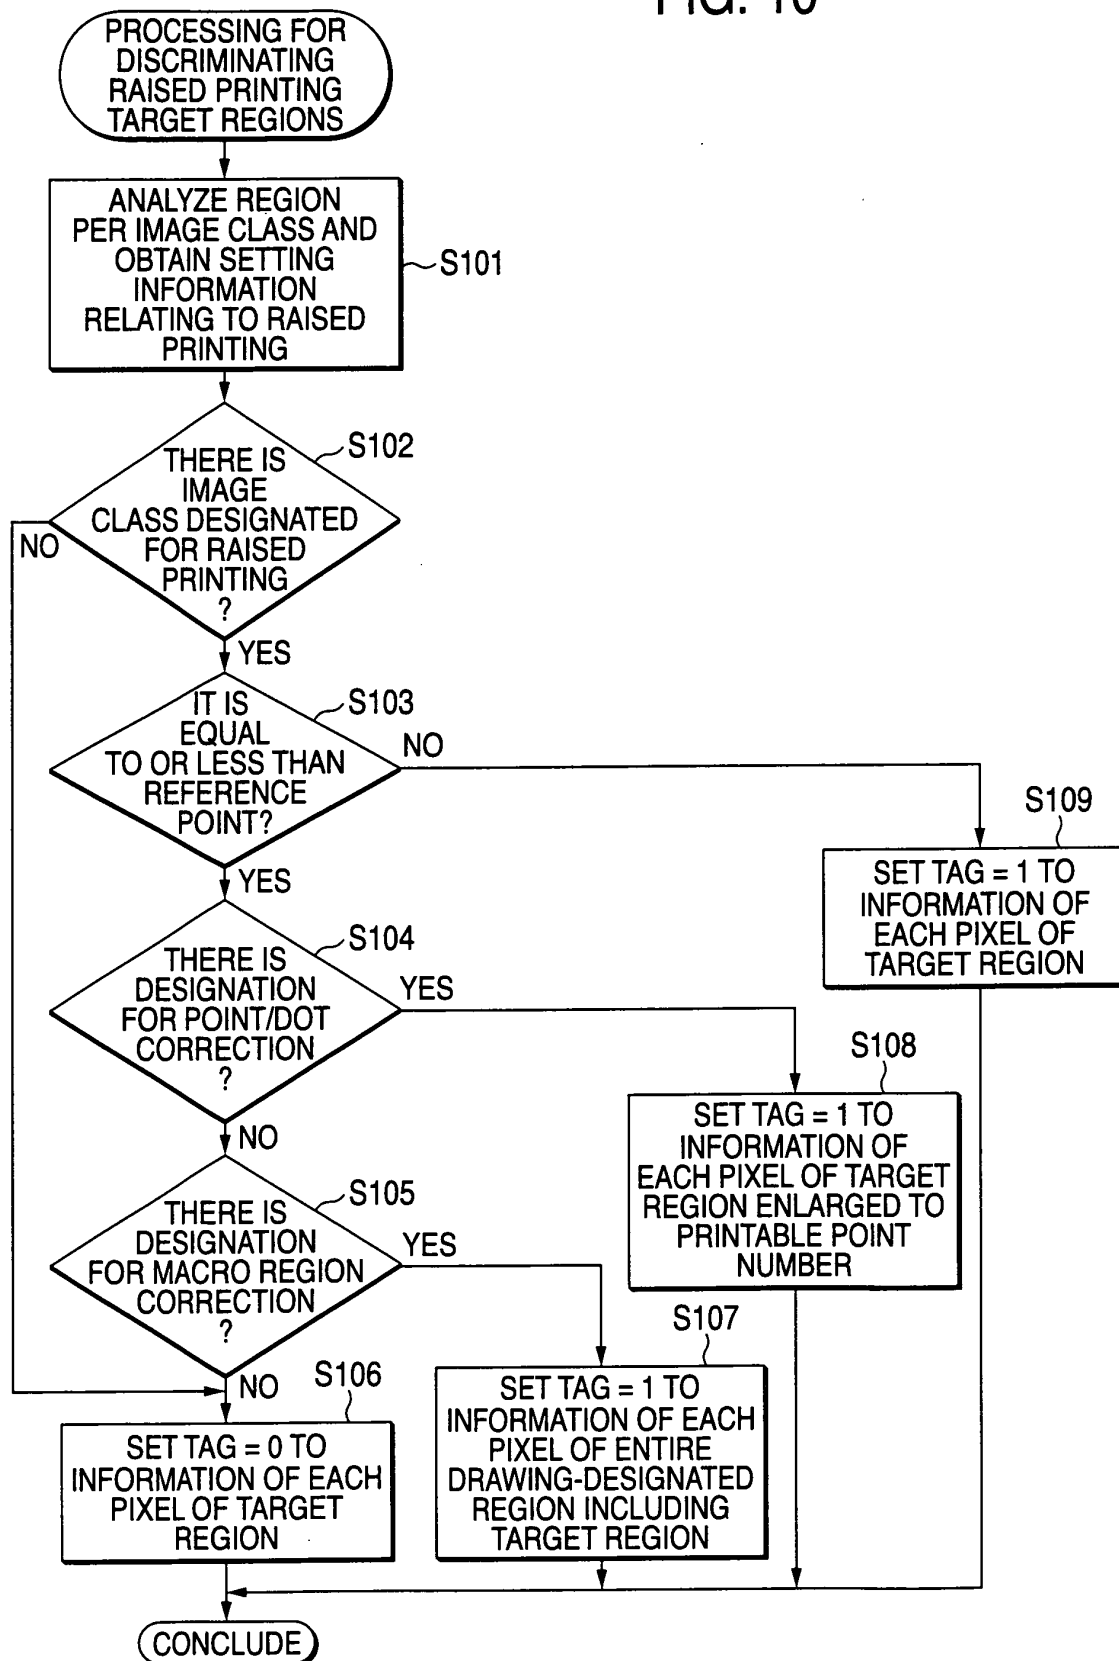 FIG. 10
PROCESSING FOR
DISCRIMINATING
RAISED PRINTING
TARGET REGIONS
ANALYZE REGION
PER IMAGE CLASS AND
OBTAIN SETTING
INFORMATION
RELATING TO RAISED
PRINTING
S101
S102
THERE IS
IMAGE
CLASS DESIGNATED
FOR RAISED
PRINTING
?
NO
YES
S103
IT IS
EQUAL
TO OR LESS THAN
REFERENCE
POINT?
NO
YES
S109
SET TAG = 1 TO
INFORMATION OF
EACH PIXEL OF
TARGET REGION
S104
THERE IS
DESIGNATION
FOR POINT/DOT
CORRECTION
?
YES
NO
S108
SET TAG = 1 TO
INFORMATION OF
EACH PIXEL OF TARGET
REGION ENLARGED TO
PRINTABLE POINT
NUMBER
S105
THERE IS
DESIGNATION
FOR MACRO REGION
CORRECTION
?
YES
NO
S107
SET TAG = 1 TO
INFORMATION OF EACH
PIXEL OF ENTIRE
DRAWING-DESIGNATED
REGION INCLUDING
TARGET REGION
S106
SET TAG = 0 TO
INFORMATION OF EACH
PIXEL OF TARGET
REGION
CONCLUDE